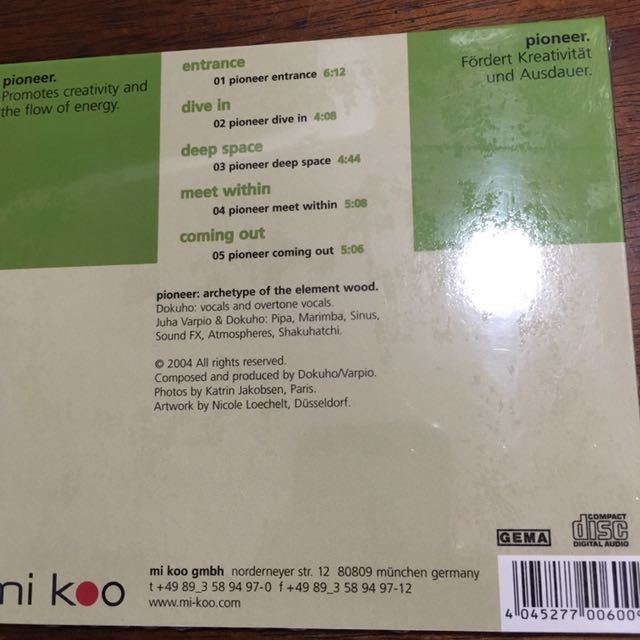 pioneer.
Promotes creativity and
the flow of energy.
entrance
01 pioneer entrance 6:12
dive in
02 pioneer dive in 4:08
deep space
03 pioneer deep space 4:44
meet within
04 pioneer meet within 5:08
coming out
05 pioneer coming out 5:06
pioneer.
Fördert Kreativität
und Ausdauer.
pioneer: archetype of the element wood.
Dokuho: vocals and overtone vocals.
Juha Varpio & Dokuho: Pipa, Marimba, Sinus,
Sound FX, Atmospheres, Shakuhatchi.
© 2004 All rights reserved.
Composed and produced by Dokuho/Varpio.
Photos by Katrin Jakobsen, Paris.
Artwork by Nicole Loechelt, Düsseldorf.
GEMA
COMPACT
disc
DIGITAL AUDIO
mi koo
mi koo gmbh norderneyer str. 12 80809 münchen germany
t +49 89_3 58 94 97-0 f +49 89_3 58 94 97-12
www.mi-koo.com
4 045277 006009